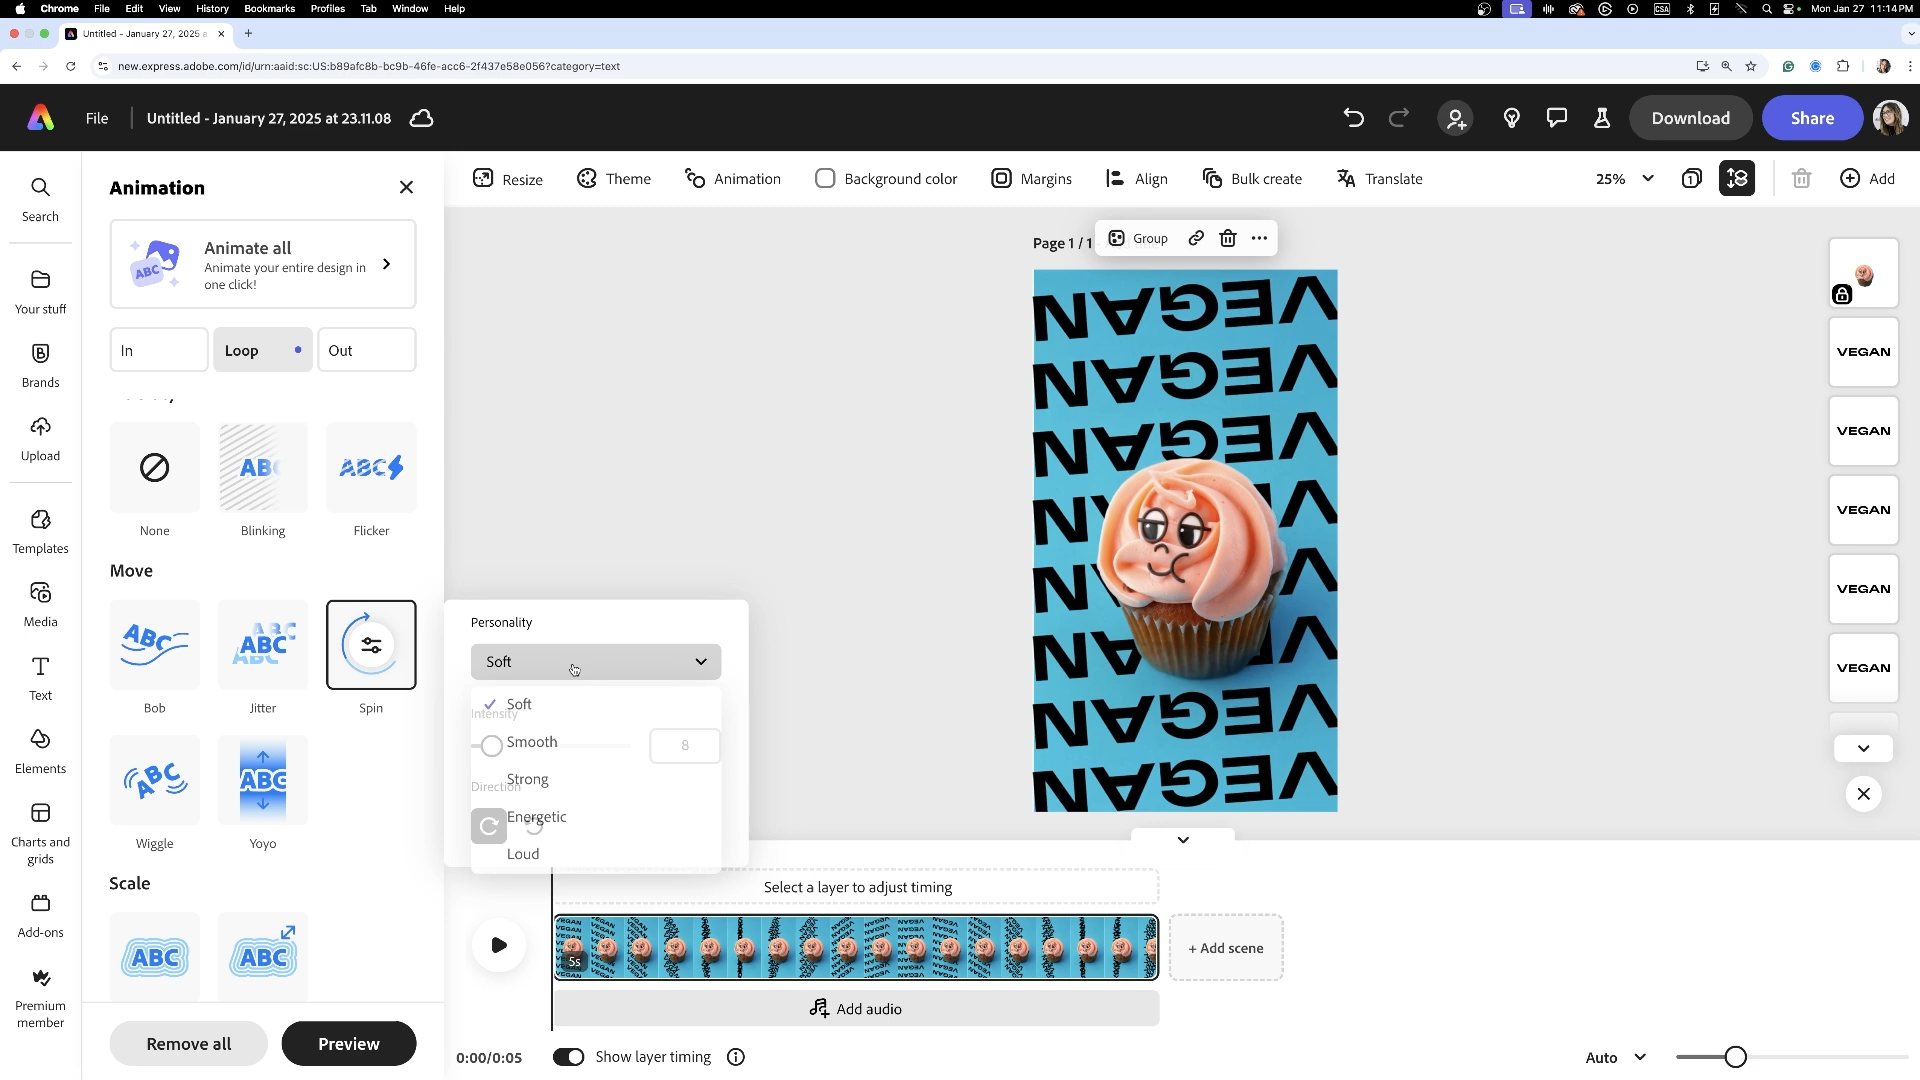 Chrome File Edit View History Bookmarks Profiles Tab Window Help
Mon Jan 27 11:14 PM
Untitled - January 27, 2025 a
new.express.adobe.com/id/urn:aaid:sc:US:b89afc8b-bc9b-46fe-acc6-2f437e58e056?category=text
File
Untitled - January 27, 2025 at 23.11.08
Download
Share
Search
Your stuff
Brands
Upload
Templates
Media
Text
Elements
Charts and
grids
Add-ons
Premium
member
Animation
Animate all
Animate your entire design in
one click!
ABC
In
Loop
Out
None
Blinking
Flicker
Move
Bob
Jitter
Spin
Wiggle
Yoyo
Scale
Remove all
Preview
Resize
Theme
Animation
Background color
Margins
Align
Bulk create
Translate
25%
1
Add
Page 1 / 1
Group
VEGAN
VEGAN
VEGAN
VEGAN
VEGAN
VEGAN
VEGAN
VEGAN
VEGAN
VEGAN
VEGAN
VEGAN
VEGAN
Personality
Soft
Soft
Intensity
Smooth
8
Strong
Direction
Energetic
Loud
Select a layer to adjust timing
5s
+ Add scene
Add audio
0:00/0:05
Show layer timing
Auto